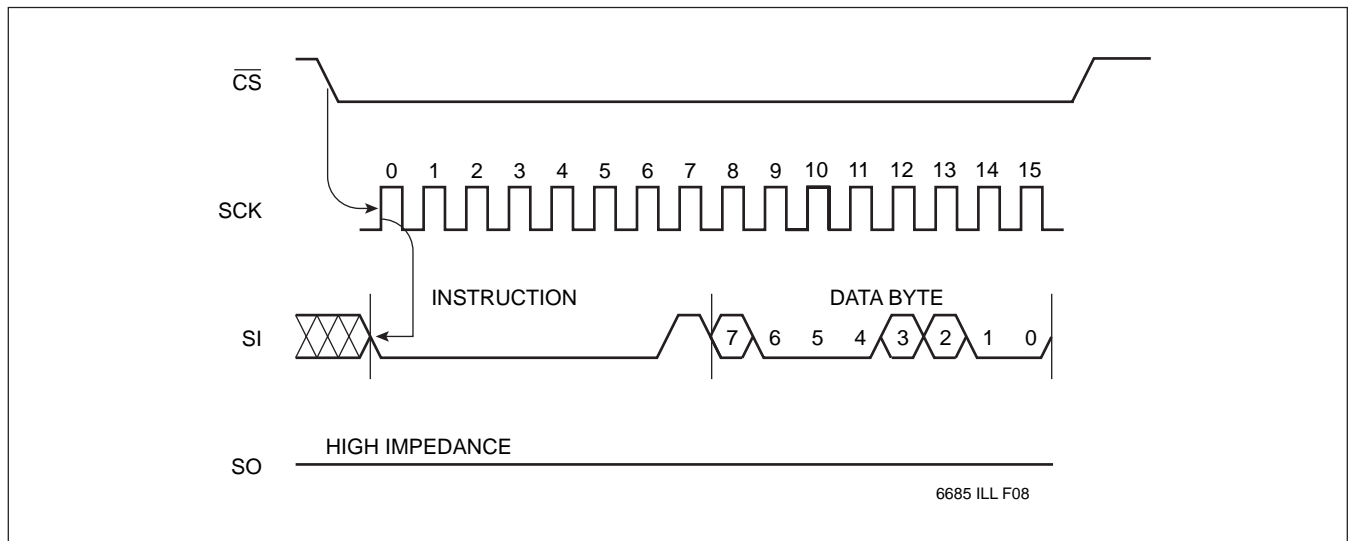 CS
0 1 2 3 4 5 6 7 8 9 10 11 12 13 14 15
SCK
INSTRUCTION DATA BYTE
SI 7 6 5 4 3 2 1 0
HIGH IMPEDANCE
SO
6685 ILL F08